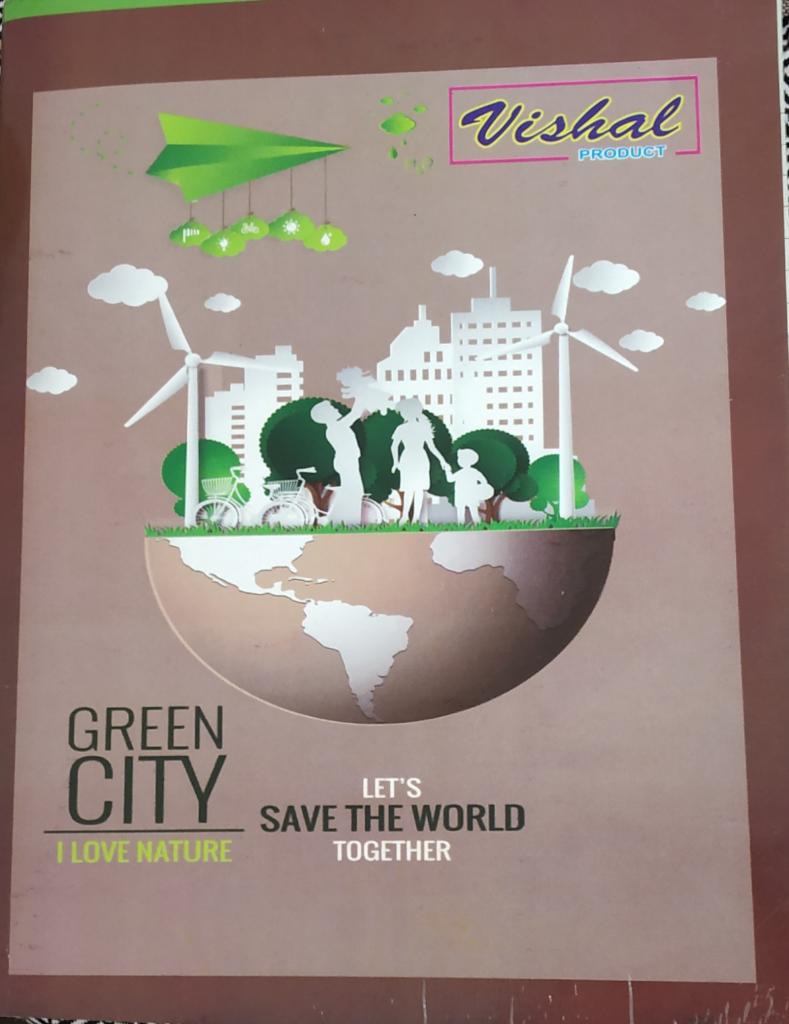 Vishal
PRODUCT
GREEN
CITY
I LOVE NATURE
LET'S
SAVE THE WORLD
TOGETHER